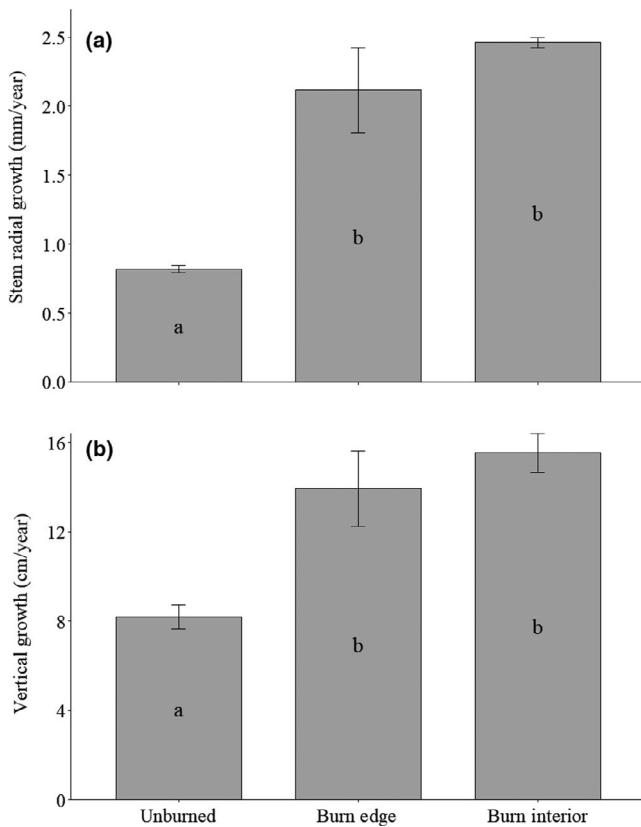 (a)
Stem radial growth (mm/year)
2.5
2.0
1.5
1.0
0.5
0.0
a
b
b
(b)
Vertical growth (cm/year)
16
12
8
4
0
a
b
b
Unburned Burn edge Burn interior